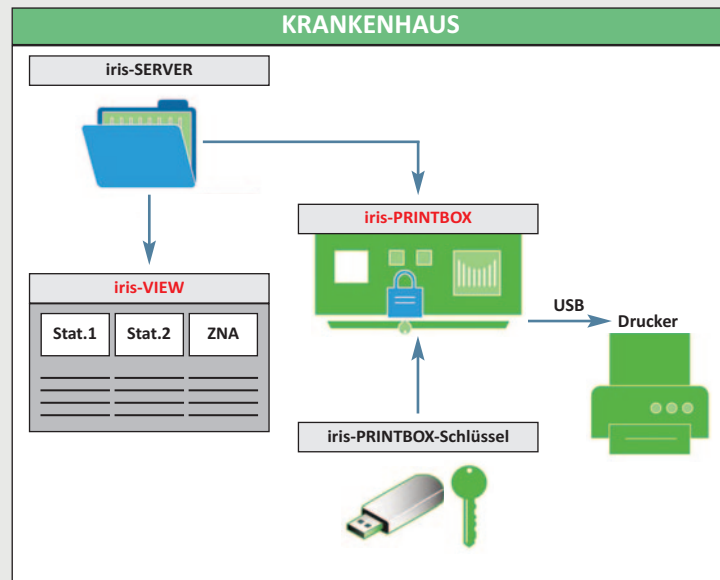 KRANKENHAUS
iris-SERVER
iris-PRINTBOX
iris-VIEW
Stat.1 Stat.2 ZNA
USB
Drucker
iris-PRINTBOX-Schlüssel